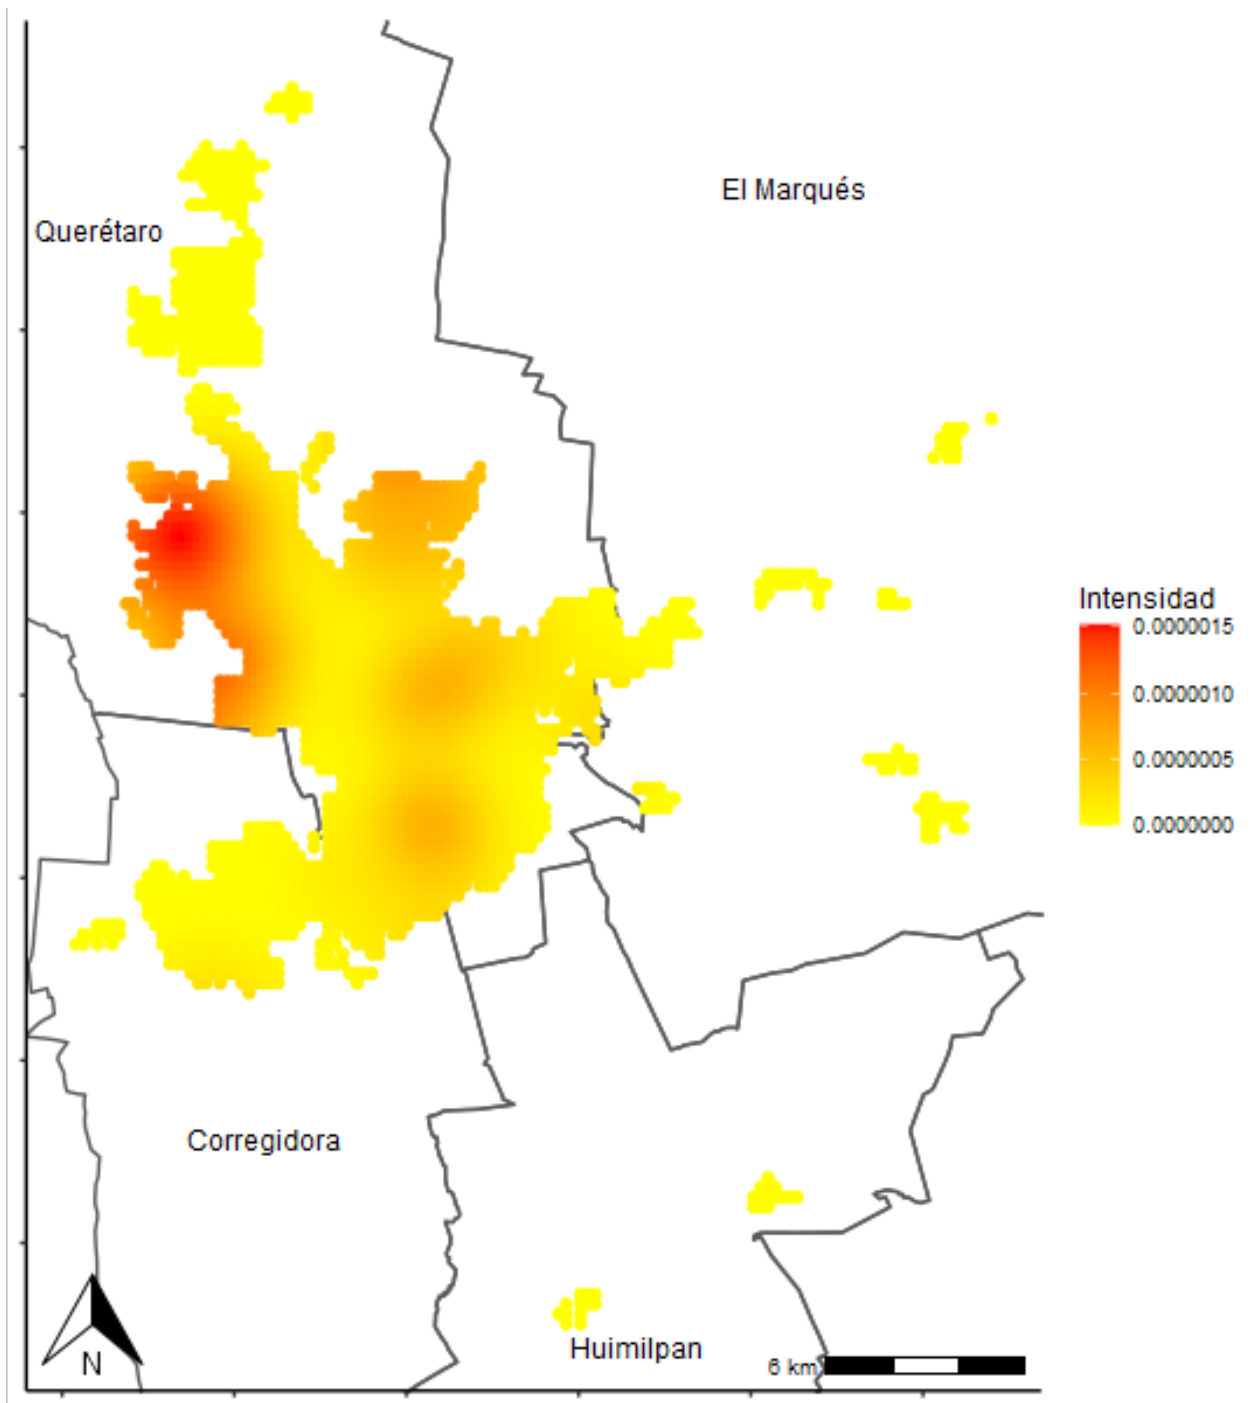 El Marqués
Querétaro
Intensidad
0.0000015
0.0000010
0.0000005
0.0000000
Corregidora
N
Huimilpan
6 km